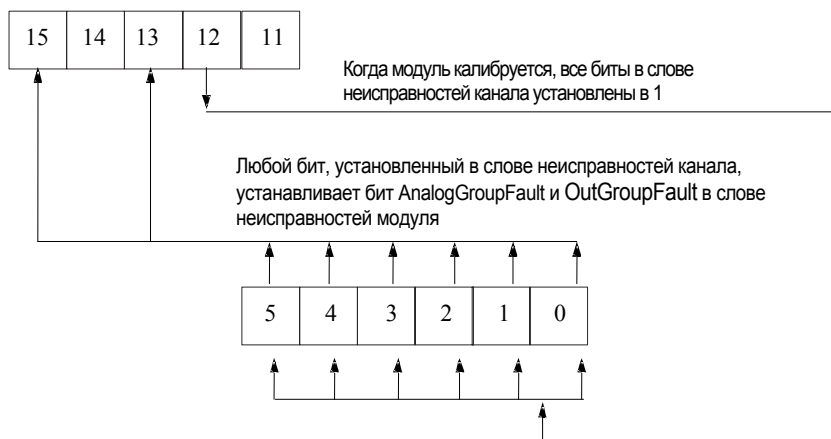 15 14 13 12 11
Когда модуль калибруется, все биты в слове
неисправностей канала установлены в 1
Любой бит, установленный в слове неисправностей канала,
устанавливает бит AnalogGroupFault и OutGroupFault в слове
неисправностей модуля
5 4 3 2 1 0